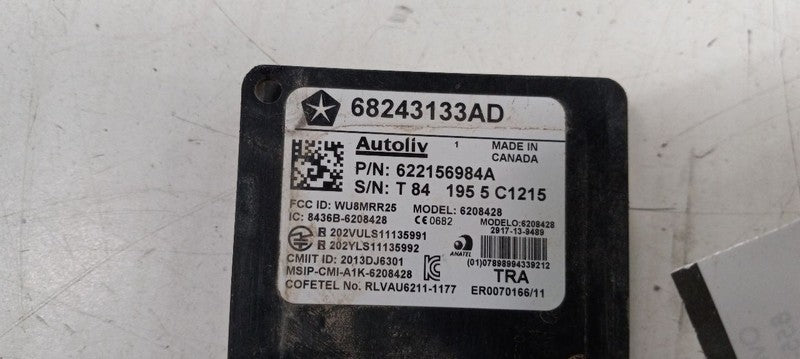 68243133AD
Autoliv 1 MADE IN CANADA
P/N: 622156984A
S/N: T 84 195 5 C1215
FCC ID: WU8MRR25 MODEL: 6208428
IC: 8436B-6208428 CE 0682
MODELO:6208428
2917-13-8489
R 202VULS11135991
R 202YLS11135992
ANATEL
(01)07898994339212
CMIIT ID: 2013DJ6301
MSIP-CMI-A1K-6208428
TRA
COFETEL No. RLVAU6211-1177
ER0070166/11